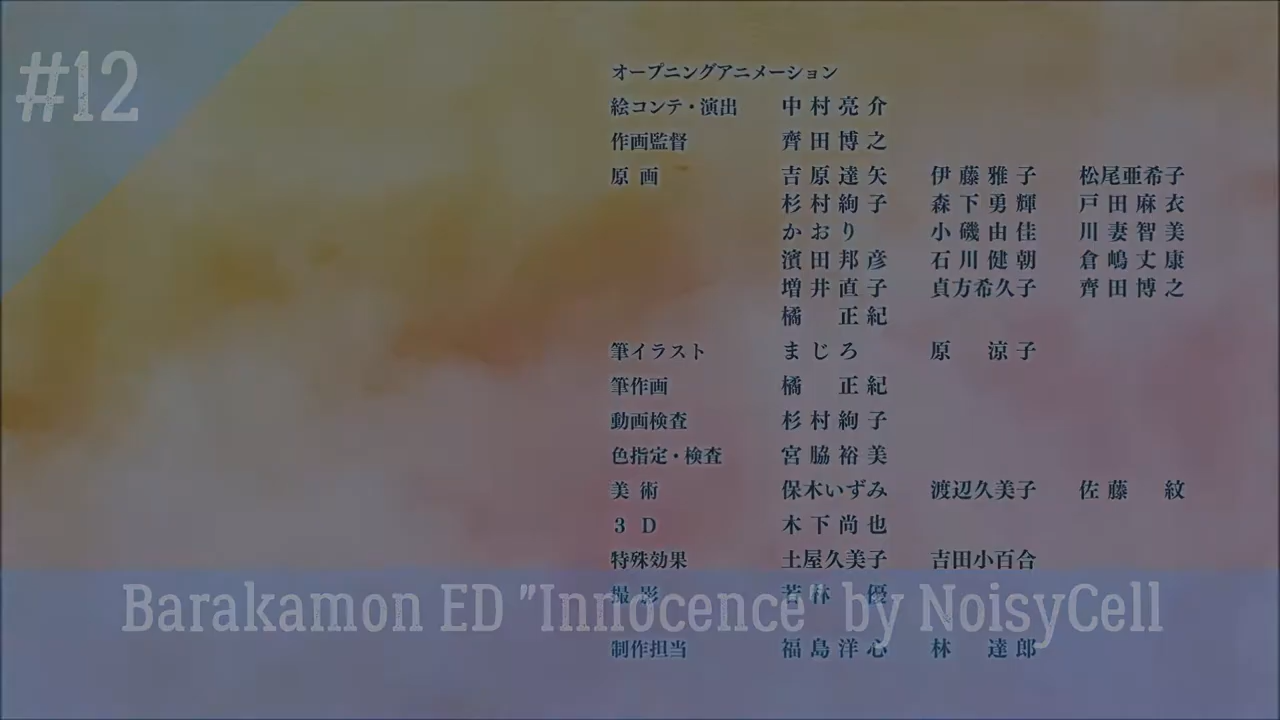 #12
オープニングアニメーション
絵コンテ・演出 中村亮介
作画監督 齊田博之
原画 吉原達矢 伊藤雅子 松尾亜希子
杉村絢子 森下勇輝 戸田麻衣
かおり 小磯由佳 川妻智美
濱田邦彦 石川健朝 倉嶋丈康
増井直子 貞方希久子 齊田博之
橘 正紀
筆イラスト まじろ 原 涼子
筆作画 橘 正紀
動画検査 杉村絢子
色指定・検査 宮脇裕美
美術 保木いずみ 渡辺久美子 佐藤 紋
3D 木下尚也
特殊効果 土屋久美子 吉田小百合
撮影 若林 優
Barakamon ED "Innocence" by NoisyCell
制作担当 福島洋心 林 達郎